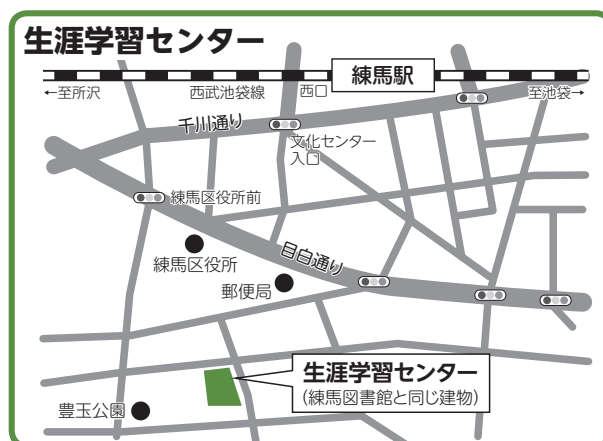 生涯学習センター
練馬駅
←至所沢
西武池袋線
西口
至池袋→
千川通り
文化センター
入口
練馬区役所前
練馬区役所
目白通り
郵便局
生涯学習センター
(練馬図書館と同じ建物)
豊玉公園